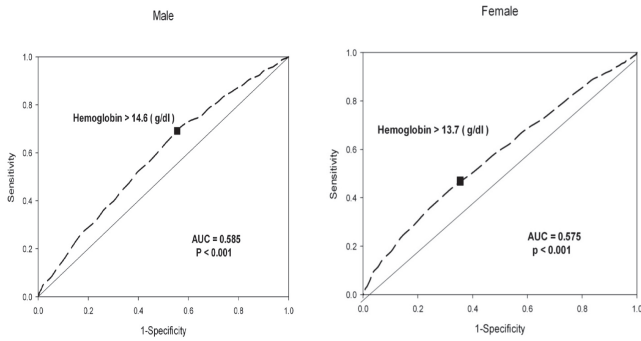 Male
1.0
0.8
0.6
0.4
0.2
0.0
Sensitivity
Hemoglobin > 14.6 ( g/dl )
AUC = 0.585
P < 0.001
0.0 0.2 0.4 0.6 0.8 1.0
1-Specificity
Female
1.0
0.8
0.6
0.4
0.2
0.0
Sensitivity
Hemoglobin > 13.7 ( g/dl )
AUC = 0.575
p < 0.001
0.0 0.2 0.4 0.6 0.8 1.0
1-Specificity